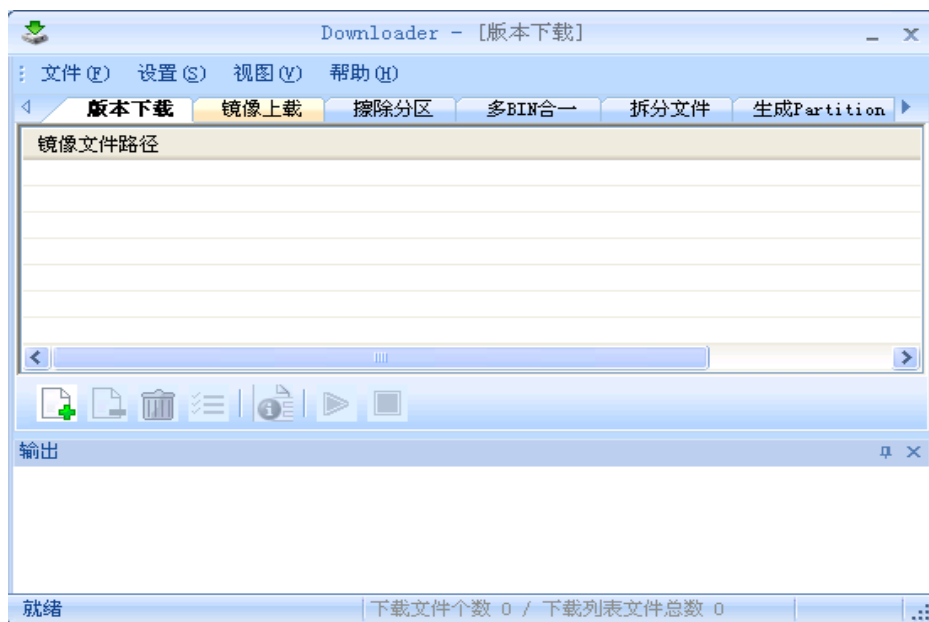 Downloader - [版本下载]
文件(F) 设置(S) 视图(V) 帮助(H)
版本下载 镜像上载 擦除分区 多BIN合一 拆分文件 生成Partition
镜像文件路径
输出
就绪 下载文件个数 0 / 下载列表文件总数 0